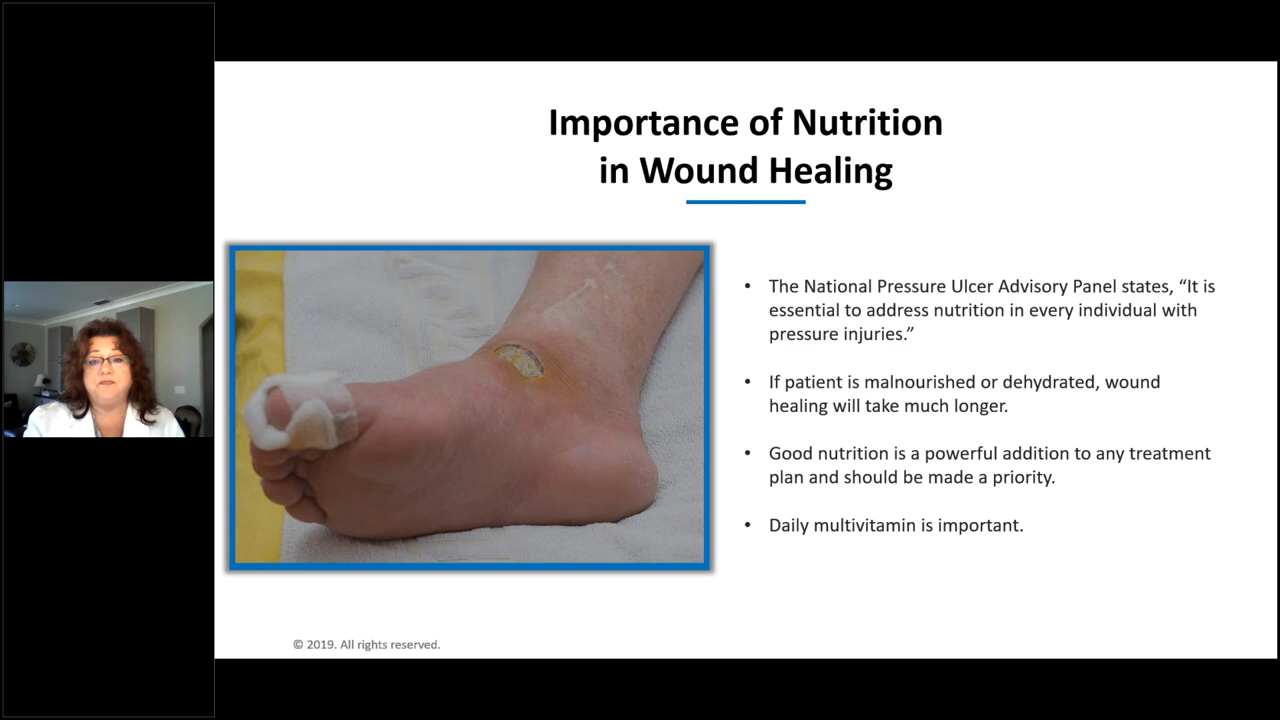 Importance of Nutrition
in Wound Healing
• The National Pressure Ulcer Advisory Panel states, “It is
essential to address nutrition in every individual with
pressure injuries.”
• If patient is malnourished or dehydrated, wound
healing will take much longer.
• Good nutrition is a powerful addition to any treatment
plan and should be made a priority.
• Daily multivitamin is important.
© 2019. All rights reserved.